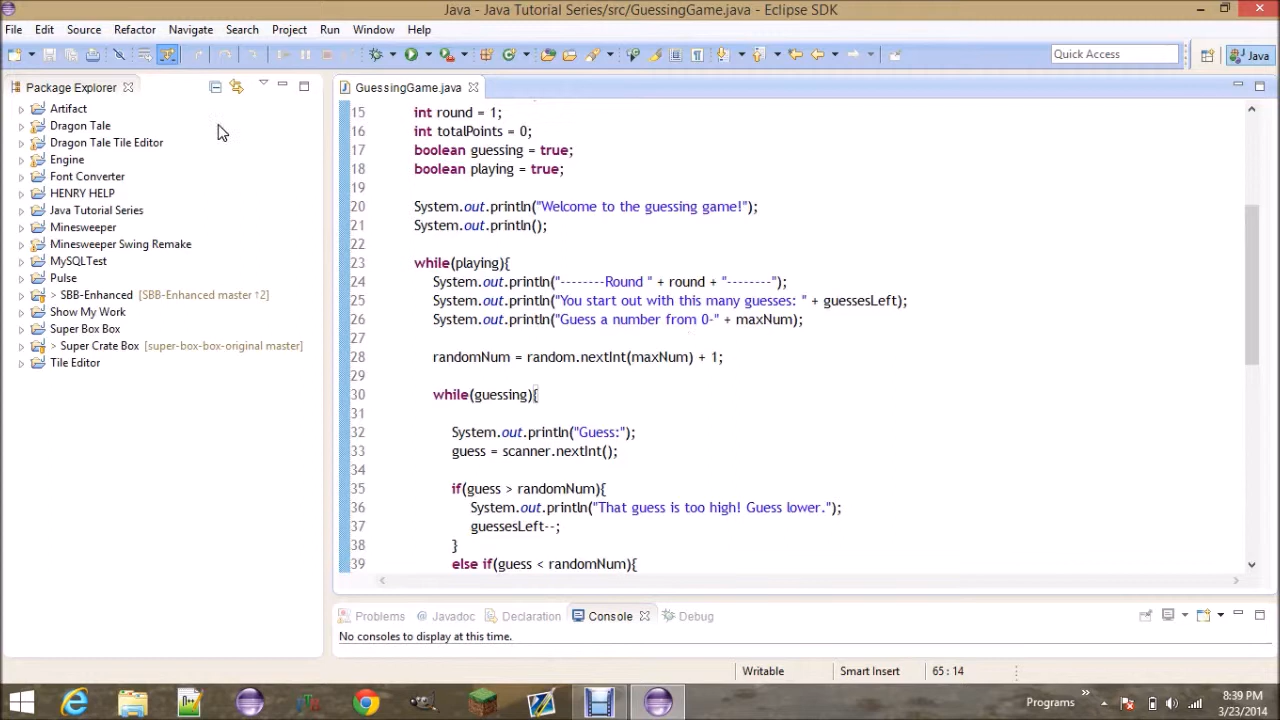 Java - Java Tutorial Series/src/GuessingGame.java - Eclipse SDK
File Edit Source Refactor Navigate Search Project Run Window Help
Quick Access
Java
Package Explorer
GuessingGame.java
Artifact
Dragon Tale
Dragon Tale Tile Editor
Engine
Font Converter
HENRY HELP
Java Tutorial Series
Minesweeper
Minesweeper Swing Remake
MySQLTest
Pulse
> SBB-Enhanced [SBB-Enhanced master ↑2]
Show My Work
Super Box Box
> Super Crate Box [super-box-box-original master]
Tile Editor
15 int round = 1;
16 int totalPoints = 0;
17 boolean guessing = true;
18 boolean playing = true;
19
20 System.out.println("Welcome to the guessing game!");
21 System.out.println();
22
23 while(playing){
24 System.out.println("--------Round " + round + "--------");
25 System.out.println("You start out with this many guesses: " + guessesLeft);
26 System.out.println("Guess a number from 0-" + maxNum);
27
28 randomNum = random.nextInt(maxNum) + 1;
29
30 while(guessing){
31
32 System.out.println("Guess:");
33 guess = scanner.nextInt();
34
35 if(guess > randomNum){
36 System.out.println("That guess is too high! Guess lower.");
37 guessesLeft--;
38 }
39 else if(guess < randomNum){
Problems @ Javadoc Declaration Console Debug
No consoles to display at this time.
Writable Smart Insert 65 : 14
Programs »
8:39 PM
3/23/2014